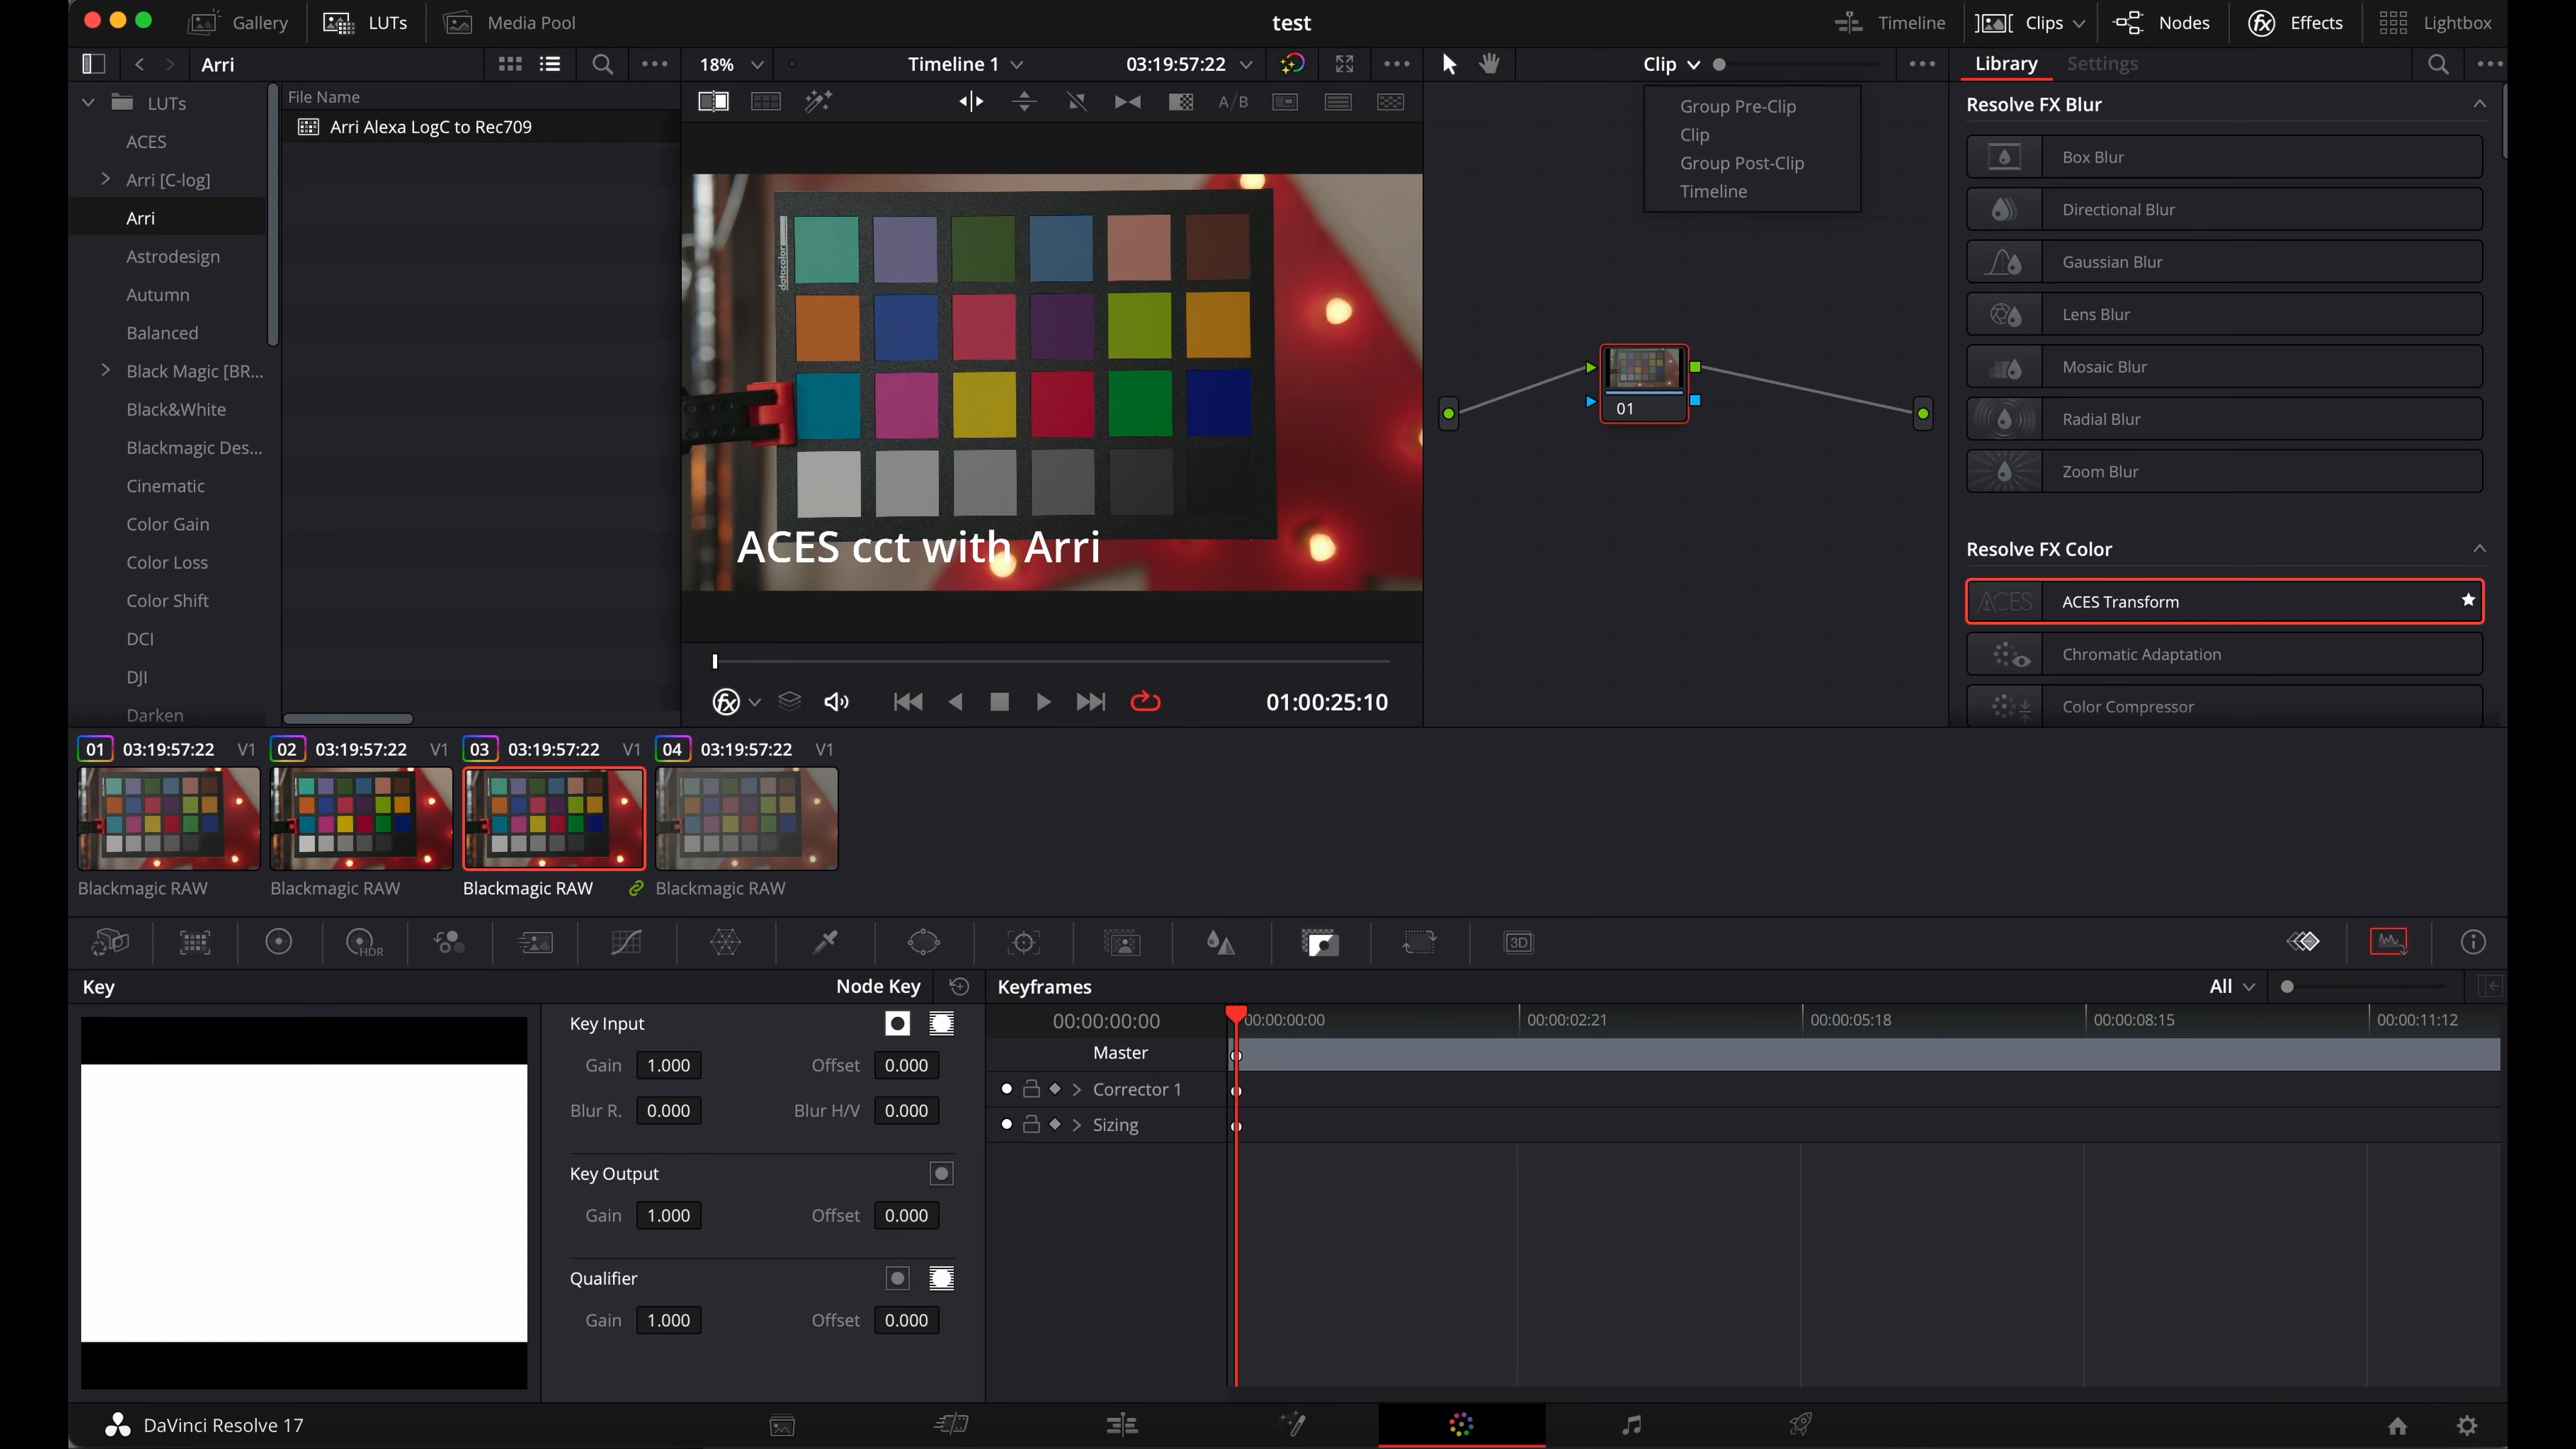 Gallery LUTs Media Pool test Timeline Clips Nodes Effects Lightbox
Arri 18% Timeline 1 03:19:57:22 Clip Library Settings
LUTs
ACES
Arri [C-log]
Arri
Astrodesign
Autumn
Balanced
Black Magic [BR...
Black&White
Blackmagic Des...
Cinematic
Color Gain
Color Loss
Color Shift
DCI
DJI
Darken
File Name
Arri Alexa LogC to Rec709
A/B
datacolor
ACES cct with Arri
01:00:25:10
Group Pre-Clip
Clip
Group Post-Clip
Timeline
01
Resolve FX Blur
Box Blur
Directional Blur
Gaussian Blur
Lens Blur
Mosaic Blur
Radial Blur
Zoom Blur
Resolve FX Color
ACES ACES Transform
Chromatic Adaptation
Color Compressor
01 03:19:57:22 V1 02 03:19:57:22 V1 03 03:19:57:22 V1 04 03:19:57:22 V1
Blackmagic RAW Blackmagic RAW Blackmagic RAW Blackmagic RAW
HDR 3D
Key Node Key
Key Input
Gain 1.000 Offset 0.000
Blur R. 0.000 Blur H/V 0.000
Key Output
Gain 1.000 Offset 0.000
Qualifier
Gain 1.000 Offset 0.000
Keyframes All
00:00:00:00 00:00:00:00 00:00:02:21 00:00:05:18 00:00:08:15 00:00:11:12
Master
Corrector 1
Sizing
DaVinci Resolve 17